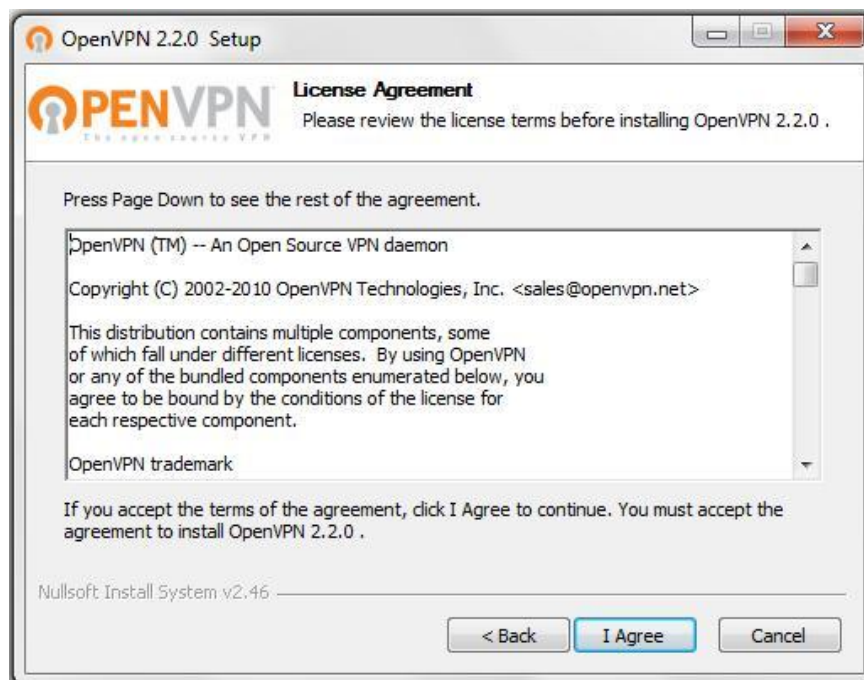 OpenVPN 2.2.0 Setup
OPENVPN
The open source VPN
License Agreement
Please review the license terms before installing OpenVPN 2.2.0 .
Press Page Down to see the rest of the agreement.
OpenVPN (TM) -- An Open Source VPN daemon
Copyright (C) 2002-2010 OpenVPN Technologies, Inc. <sales@openvpn.net>
This distribution contains multiple components, some
of which fall under different licenses. By using OpenVPN
or any of the bundled components enumerated below, you
agree to be bound by the conditions of the license for
each respective component.
OpenVPN trademark
If you accept the terms of the agreement, click I Agree to continue. You must accept the
agreement to install OpenVPN 2.2.0 .
Nullsoft Install System v2.46
< Back
I Agree
Cancel